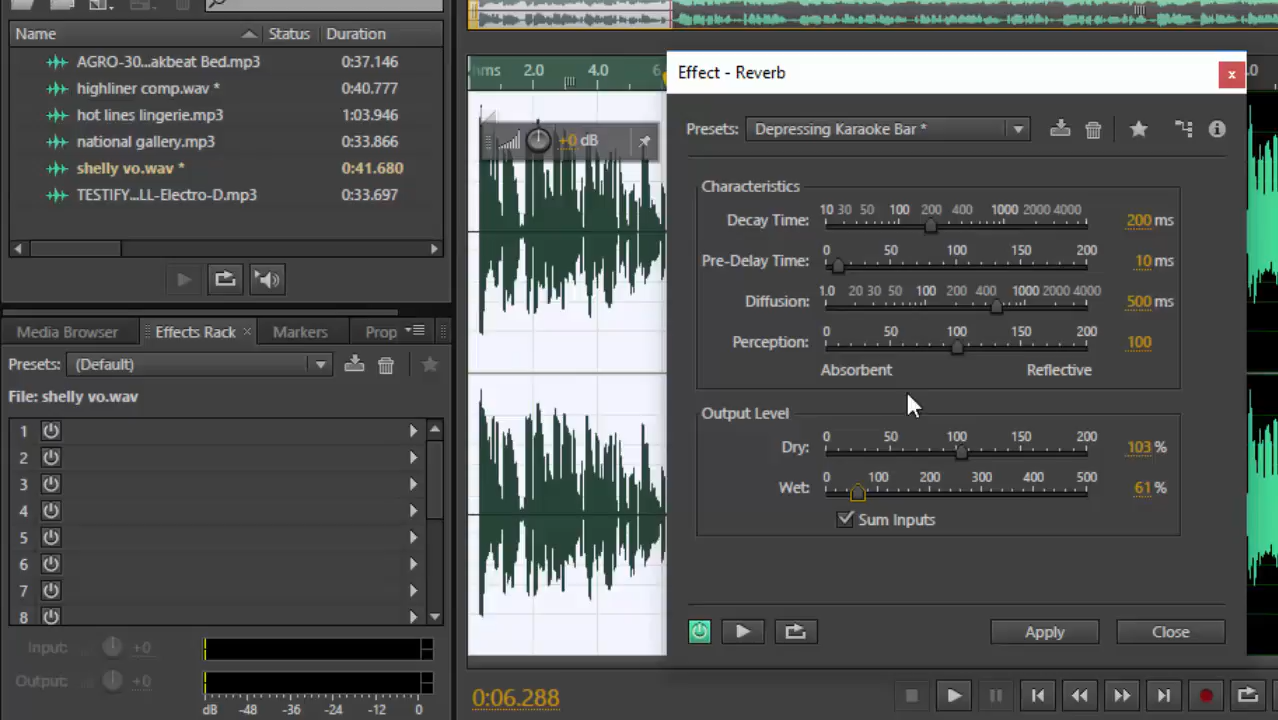 Name Status Duration
AGRO-30...akbeat Bed.mp3 0:37.146
highliner comp.wav * 0:40.777
hot lines lingerie.mp3 1:03.946
national gallery.mp3 0:33.866
shelly vo.wav * 0:41.680
TESTIFY...LL-Electro-D.mp3 0:33.697
Media Browser Effects Rack × Markers Prop
Presets: (Default)
File: shelly vo.wav
1
2
3
4
5
6
7
8
Input: +0
Output: +0
dB -48 -36 -24 -12 0
hms 2.0 4.0 6
+0 dB
0:06.288
Effect - Reverb x
Presets: Depressing Karaoke Bar *
Characteristics
10 30 50 100 200 400 1000 2000 4000
Decay Time: 200 ms
0 50 100 150 200
Pre-Delay Time: 10 ms
1.0 20 30 50 100 200 400 1000 2000 4000
Diffusion: 500 ms
0 50 100 150 200
Perception: 100
Absorbent Reflective
Output Level
0 50 100 150 200
Dry: 103 %
0 100 200 300 400 500
Wet: 61 %
Sum Inputs
Apply Close